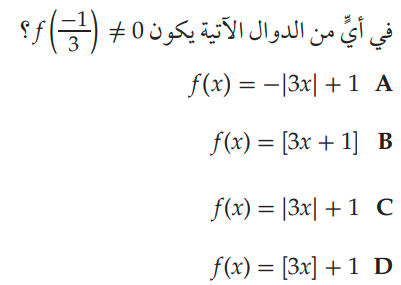 في أيٍّ من الدوال الآتية يكون f(-1/3) ≠ 0 ؟
A f(x) = −|3x| + 1
B f(x) = [3x + 1]
C f(x) = |3x| + 1
D f(x) = [3x] + 1